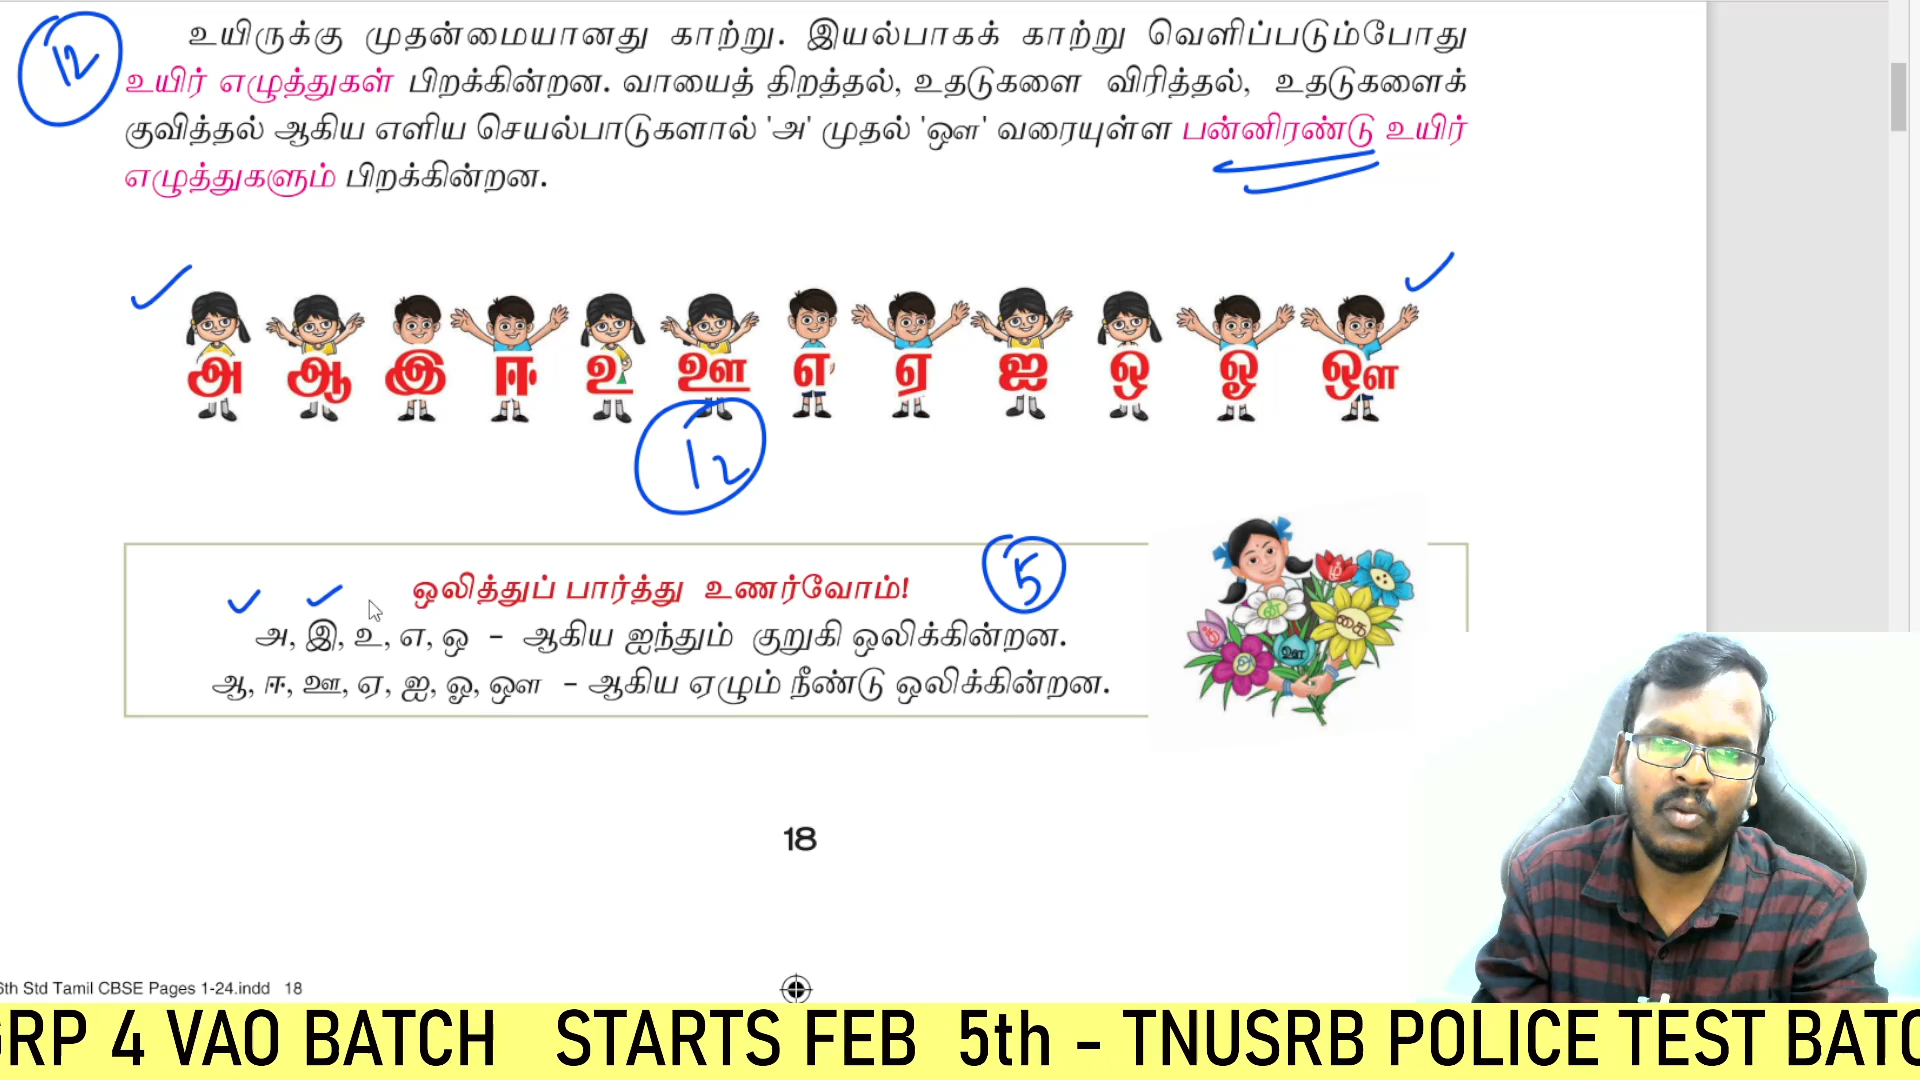 12
உயிருக்கு முதன்மையானது காற்று. இயல்பாகக் காற்று வெளிப்படும்போது
உயிர் எழுத்துகள் பிறக்கின்றன. வாயைத் திறத்தல், உதடுகளை விரித்தல், உதடுகளைக்
குவித்தல் ஆகிய எளிய செயல்பாடுகளால் 'அ' முதல் 'ஔ' வரையுள்ள பன்னிரண்டு உயிர்
எழுத்துகளும் பிறக்கின்றன.
அ ஆ இ ஈ உ ஊ எ ஏ ஐ ஒ ஓ ஔ
12
5
ஒலித்துப் பார்த்து உணர்வோம்!
அ, இ, உ, எ, ஒ - ஆகிய ஐந்தும் குறுகி ஒலிக்கின்றன.
ஆ, ஈ, ஊ, ஏ, ஐ, ஓ, ஔ - ஆகிய ஏழும் நீண்டு ஒலிக்கின்றன.
ன் கை ஊ அ
18
6th Std Tamil CBSE Pages 1-24.indd 18
GRP 4 VAO BATCH STARTS FEB 5th - TNUSRB POLICE TEST BATC